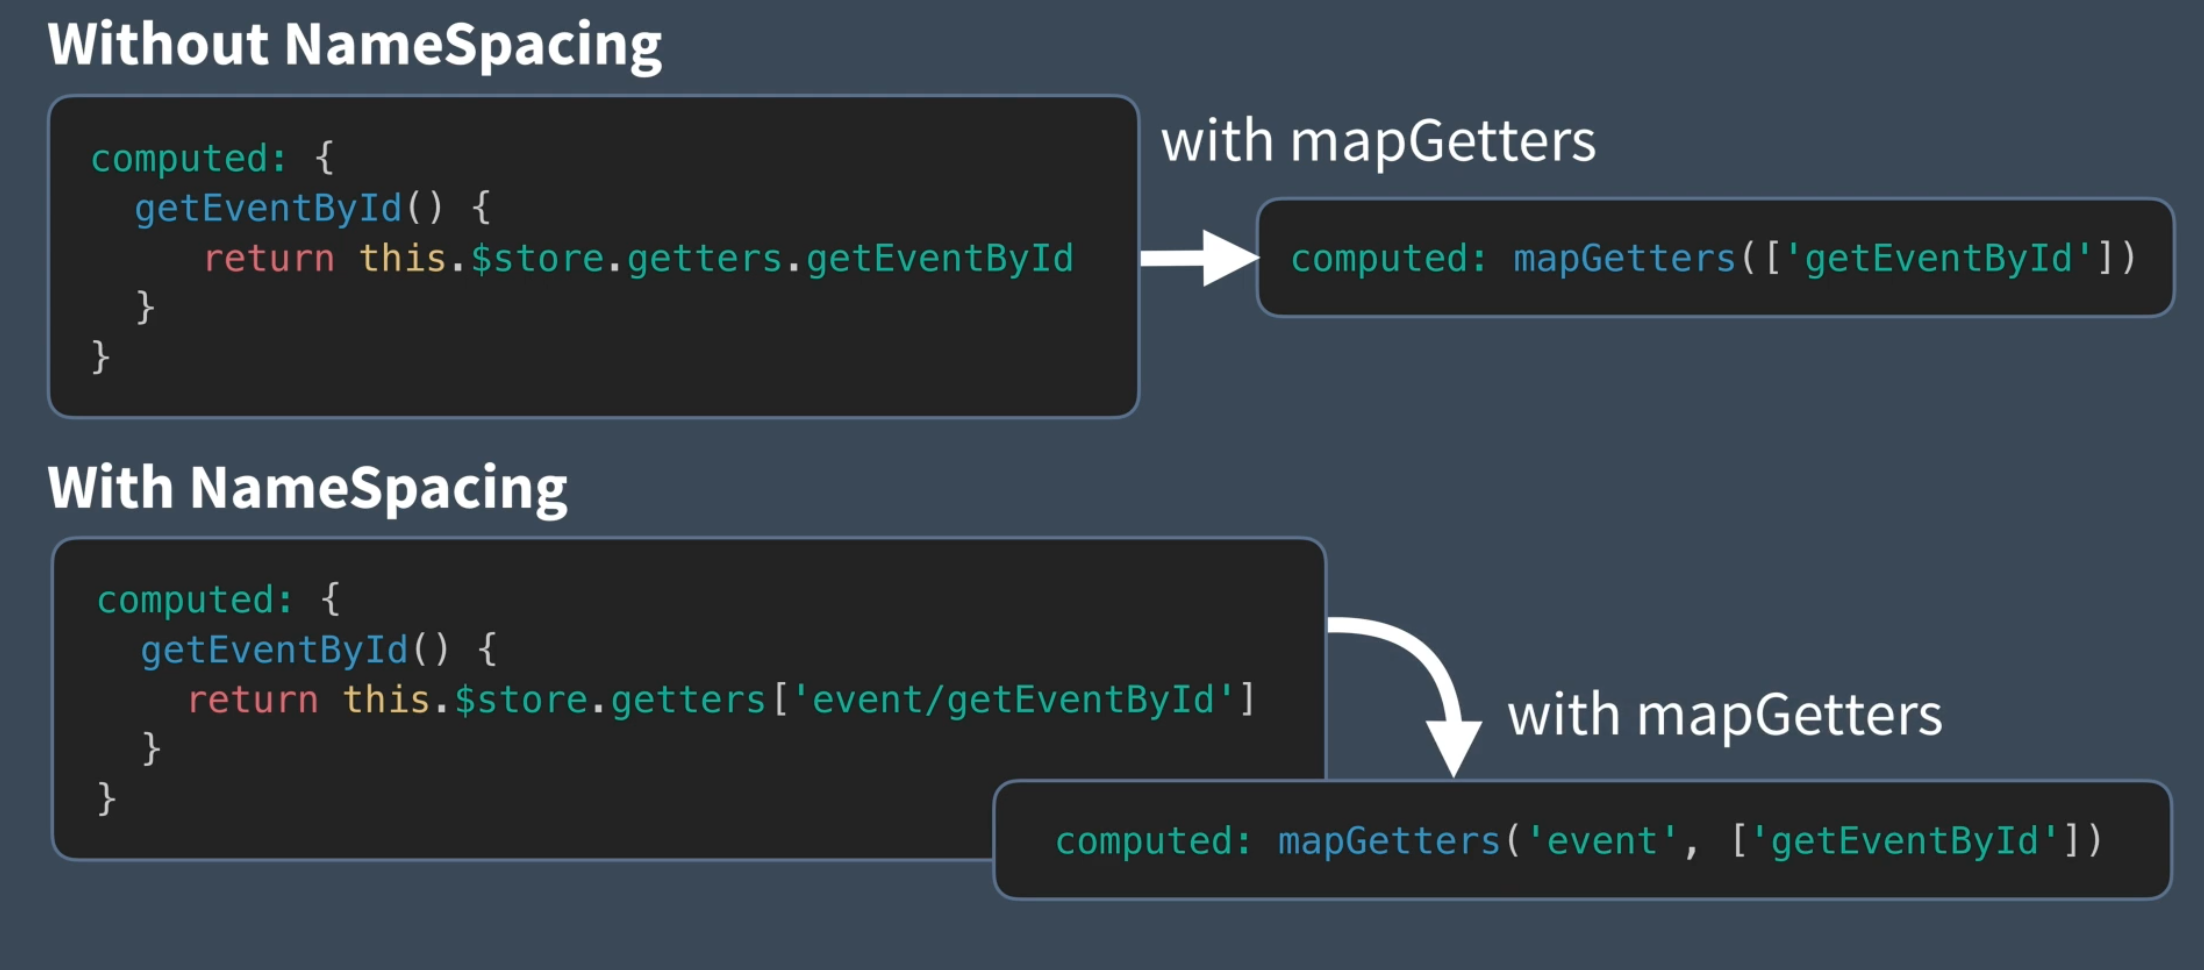 Without NameSpacing
computed: {
getEventById() {
return this.$store.getters.getEventById
}
}
with mapGetters
computed: mapGetters(['getEventById'])
With NameSpacing
computed: {
getEventById() {
return this.$store.getters['event/getEventById']
}
}
with mapGetters
computed: mapGetters('event', ['getEventById'])